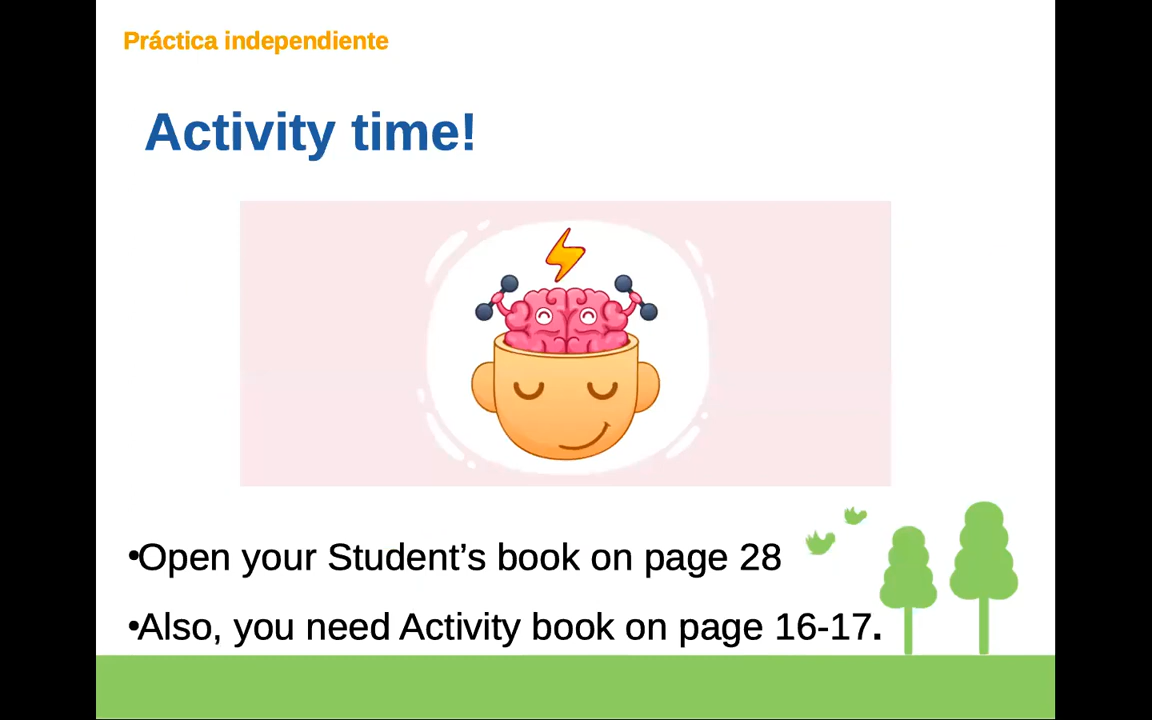 Práctica independiente
Activity time!
•Open your Student’s book on page 28
•Also, you need Activity book on page 16-17.